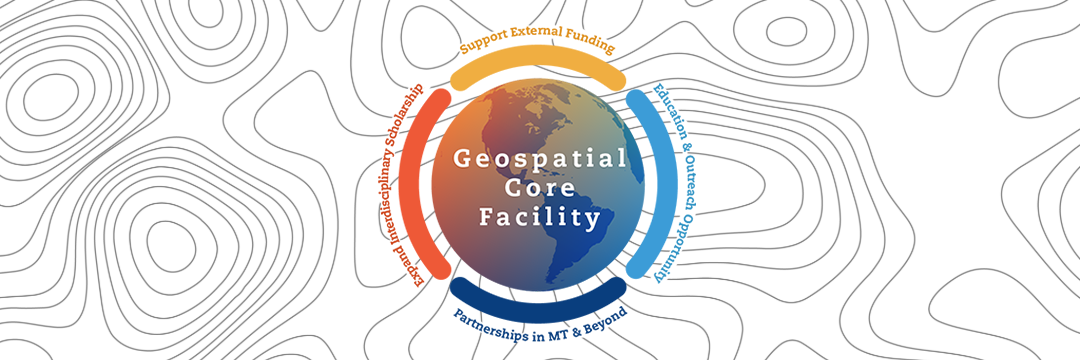 Support External Funding
Expand Interdisciplinary Scholarship
Education & Outreach Opportunity
Geospatial
Core
Facility
Partnerships in MT & Beyond